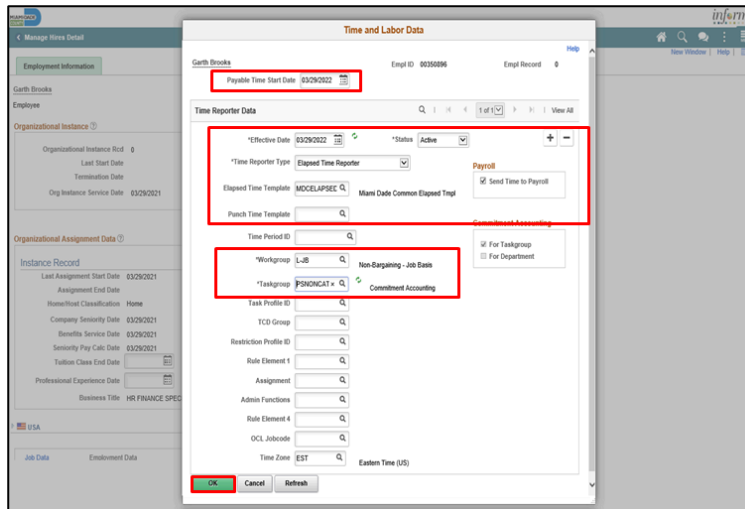 MIAMI-DADE
COUNTY
inform
Manage Hires Detail
New Window | Help
Employment Information
Garth Brooks
Employee
Organizational Instance
Organizational Instance Rcd 0
Last Start Date
Termination Date
Org Instance Service Date 03/29/2021
Organizational Assignment Data
Instance Record
Last Assignment Start Date 03/29/2021
Assignment End Date
Home/Host Classification Home
Company Seniority Date 03/29/2021
Benefits Service Date 03/29/2021
Seniority Pay Calc Date 03/29/2021
Tuition Class End Date
Professional Experience Date
Business Title HR FINANCE SPEC
USA
Job Data Employment Data
Time and Labor Data
Help
Garth Brooks Empl ID 00350896 Empl Record 0
Payable Time Start Date 03/29/2022
Time Reporter Data 1 of 1 View All
*Effective Date 03/29/2022 *Status Active
*Time Reporter Type Elapsed Time Reporter
Payroll
Elapsed Time Template MDCELAPSED Miami Dade Common Elapsed Tmpl
Send Time to Payroll
Punch Time Template
Commitment Accounting
Time Period ID
For Taskgroup
For Department
*Workgroup L-JB Non-Bargaining - Job Basis
*Taskgroup PSNONCAT × Commitment Accounting
Task Profile ID
TCD Group
Restriction Profile ID
Rule Element 1
Assignment
Admin Functions
Rule Element 4
OCL Jobcode
Time Zone EST Eastern Time (US)
OK Cancel Refresh